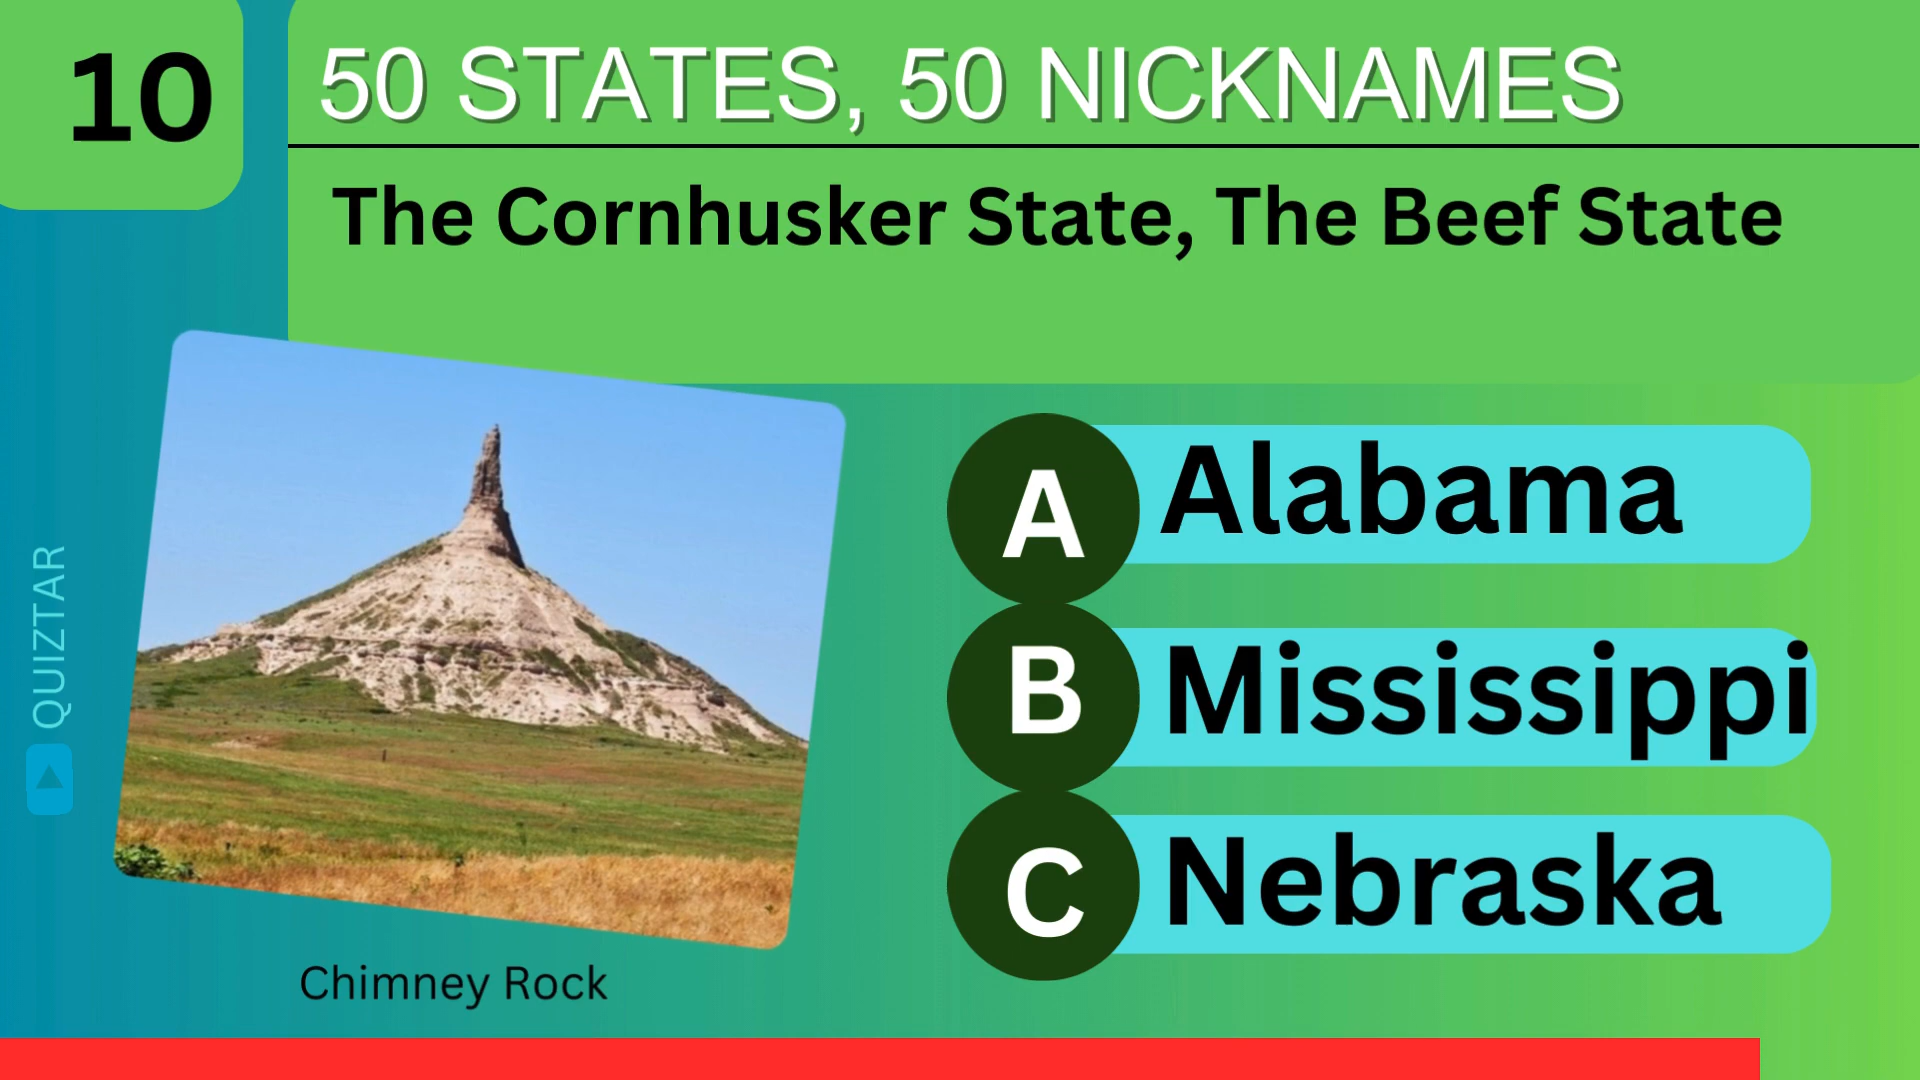 10
50 STATES, 50 NICKNAMES
The Cornhusker State, The Beef State
A Alabama
B Mississippi
C Nebraska
QUIZTAR
Chimney Rock